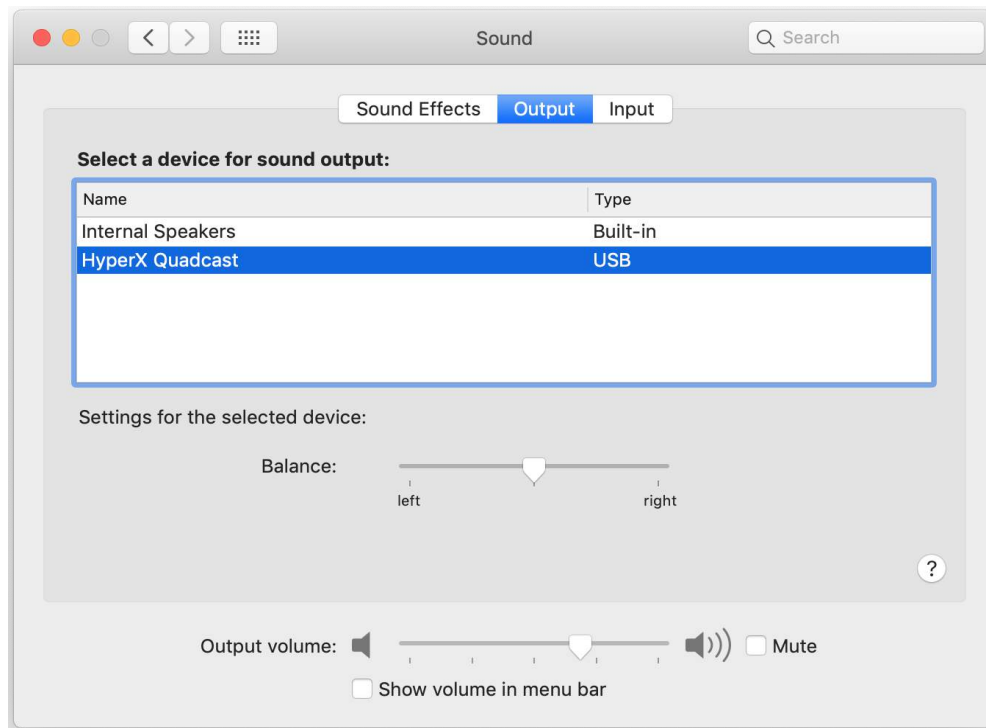 Sound
Search
Sound Effects Output Input
Select a device for sound output:
Name Type
Internal Speakers Built-in
HyperX Quadcast USB
Settings for the selected device:
Balance:
left right
?
Output volume: Mute
Show volume in menu bar